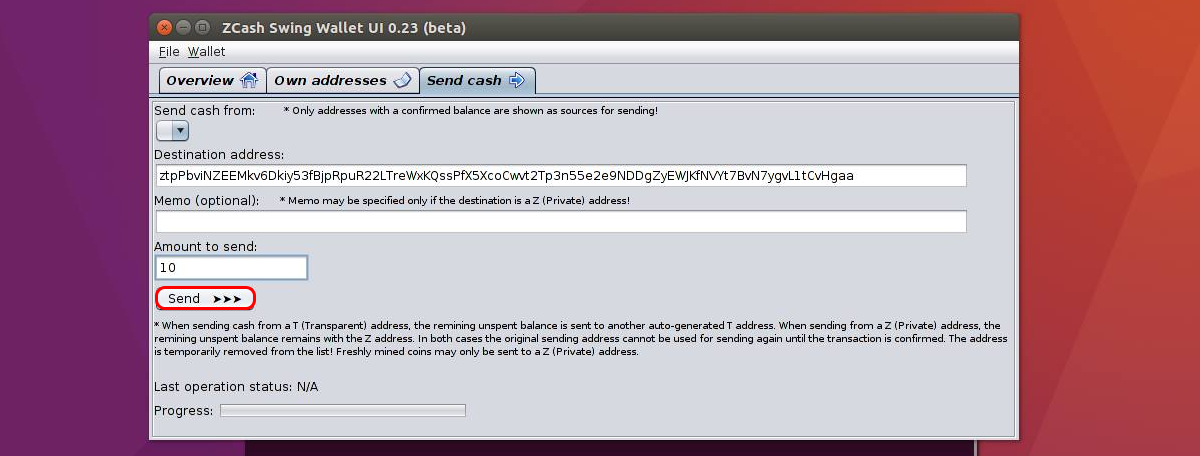 ZCash Swing Wallet UI 0.23 (beta)
File Wallet
Overview Own addresses Send cash
Send cash from: * Only addresses with a confirmed balance are shown as sources for sending!
Destination address:
ztpPbviNZEEMkv6Dkiy53fBjpRpuR22LTreWxKQssPfX5XcoCwvt2Tp3n55e2e9NDDgZyEWJKfNVYt7BvN7ygvL1tCvHgaa
Memo (optional): * Memo may be specified only if the destination is a Z (Private) address!
Amount to send:
10
Send ➤➤➤
* When sending cash from a T (Transparent) address, the remining unspent balance is sent to another auto-generated T address. When sending from a Z (Private) address, the
remining unspent balance remains with the Z address. In both cases the original sending address cannot be used for sending again until the transaction is confirmed. The address
is temporarily removed from the list! Freshly mined coins may only be sent to a Z (Private) address.
Last operation status: N/A
Progress: